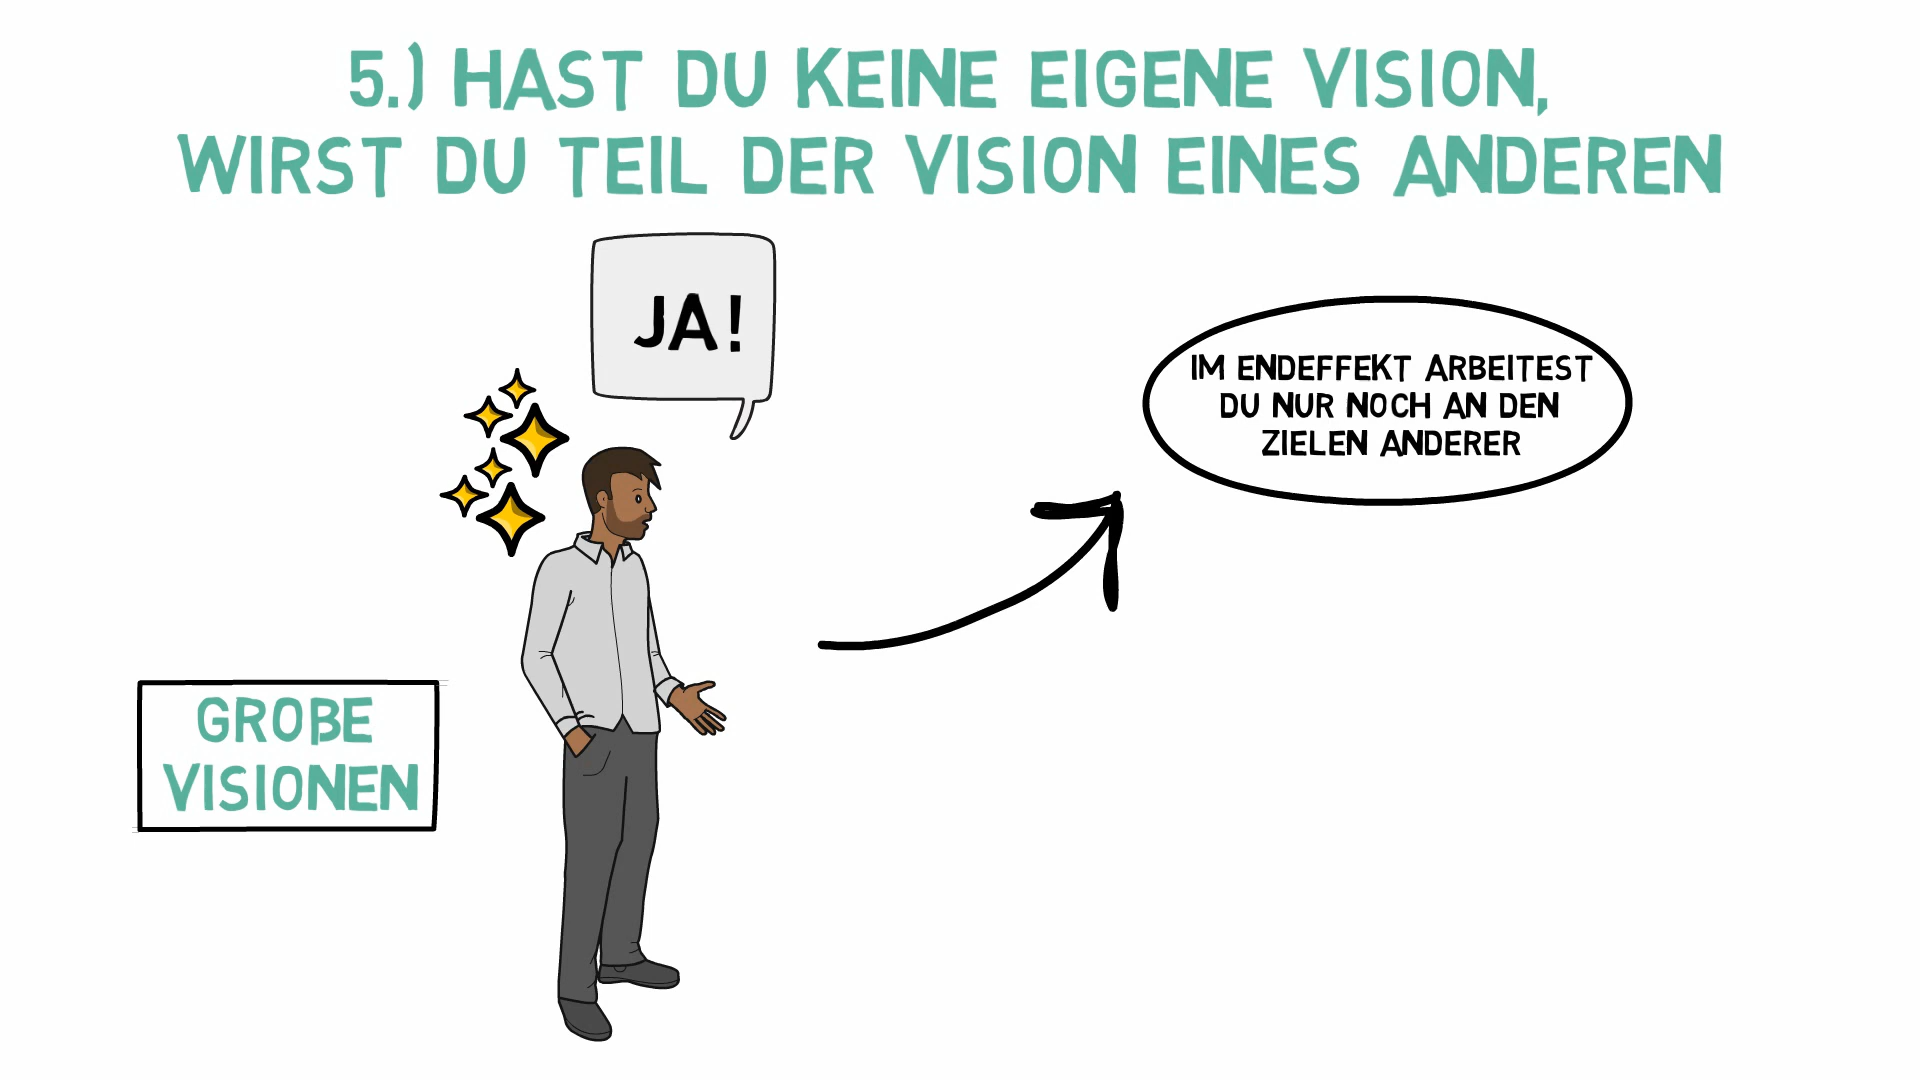 5.) HAST DU KEINE EIGENE VISION,
WIRST DU TEIL DER VISION EINES ANDEREN
JA!
IM ENDEFFEKT ARBEITEST
DU NUR NOCH AN DEN
ZIELEN ANDERER
GROBE
VISIONEN